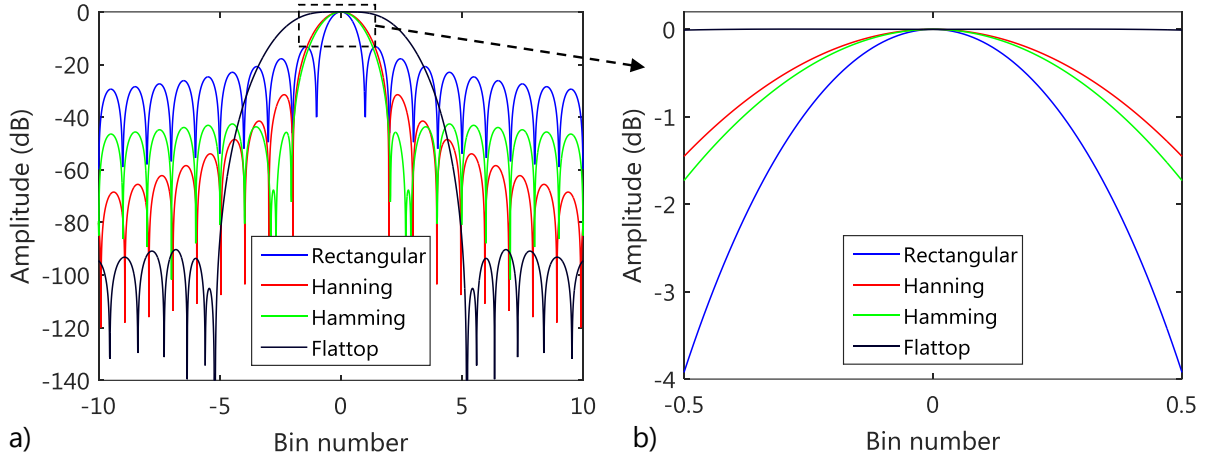 0
-20
-40
-60
-80
-100
-120
-140
Amplitude (dB)
-10
-5
0
5
10
Bin number
a)
Rectangular
Hanning
Hamming
Flattop
0.2
0
-1
-2
-3
-4
Amplitude (dB)
-0.5
0
0.5
Bin number
b)
Rectangular
Hanning
Hamming
Flattop